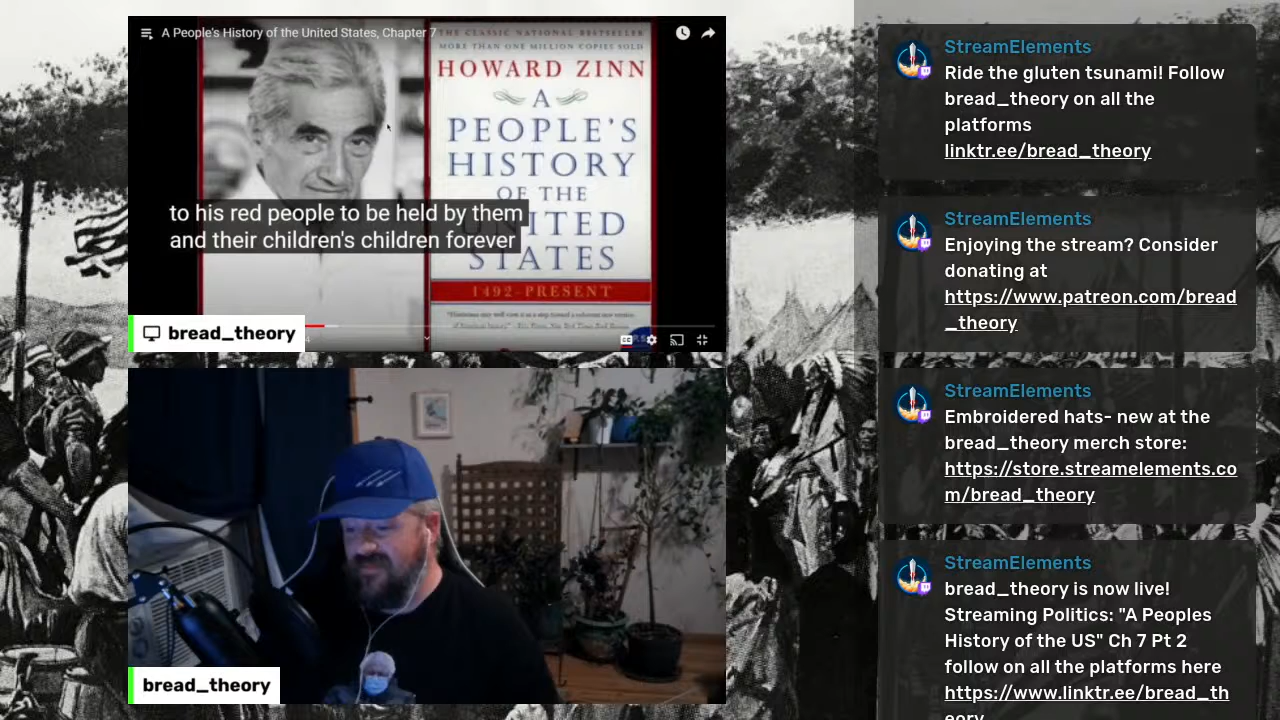 A People's History of the United States, Chapter 7
THE CLASSIC NATIONAL BESTSELLER
MORE THAN ONE MILLION COPIES SOLD
HOWARD ZINN
A
PEOPLE'S
HISTORY
OF THE
UNITED
STATES
1492–PRESENT
to his red people to be held by them
and their children's children forever
bread_theory
bread_theory
StreamElements
Ride the gluten tsunami! Follow
bread_theory on all the
platforms
linktr.ee/bread_theory
StreamElements
Enjoying the stream? Consider
donating at
https://www.patreon.com/bread
_theory
StreamElements
Embroidered hats- new at the
bread_theory merch store:
https://store.streamelements.co
m/bread_theory
StreamElements
bread_theory is now live!
Streaming Politics: "A Peoples
History of the US" Ch 7 Pt 2
follow on all the platforms here
https://www.linktr.ee/bread_th
eory